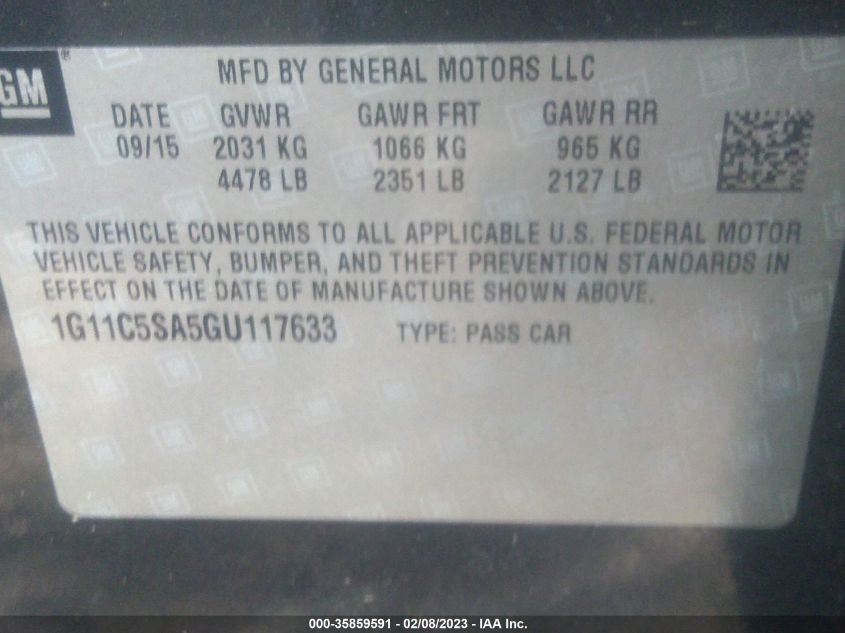 GM ®
MFD BY GENERAL MOTORS LLC
DATE GVWR GAWR FRT GAWR RR
09/15 2031 KG 1066 KG 965 KG
4478 LB 2351 LB 2127 LB
THIS VEHICLE CONFORMS TO ALL APPLICABLE U.S. FEDERAL MOTOR
VEHICLE SAFETY, BUMPER, AND THEFT PREVENTION STANDARDS IN
EFFECT ON THE DATE OF MANUFACTURE SHOWN ABOVE.
1G11C5SA5GU117633 TYPE: PASS CAR
000-35859591 - 02/08/2023 - IAA Inc.